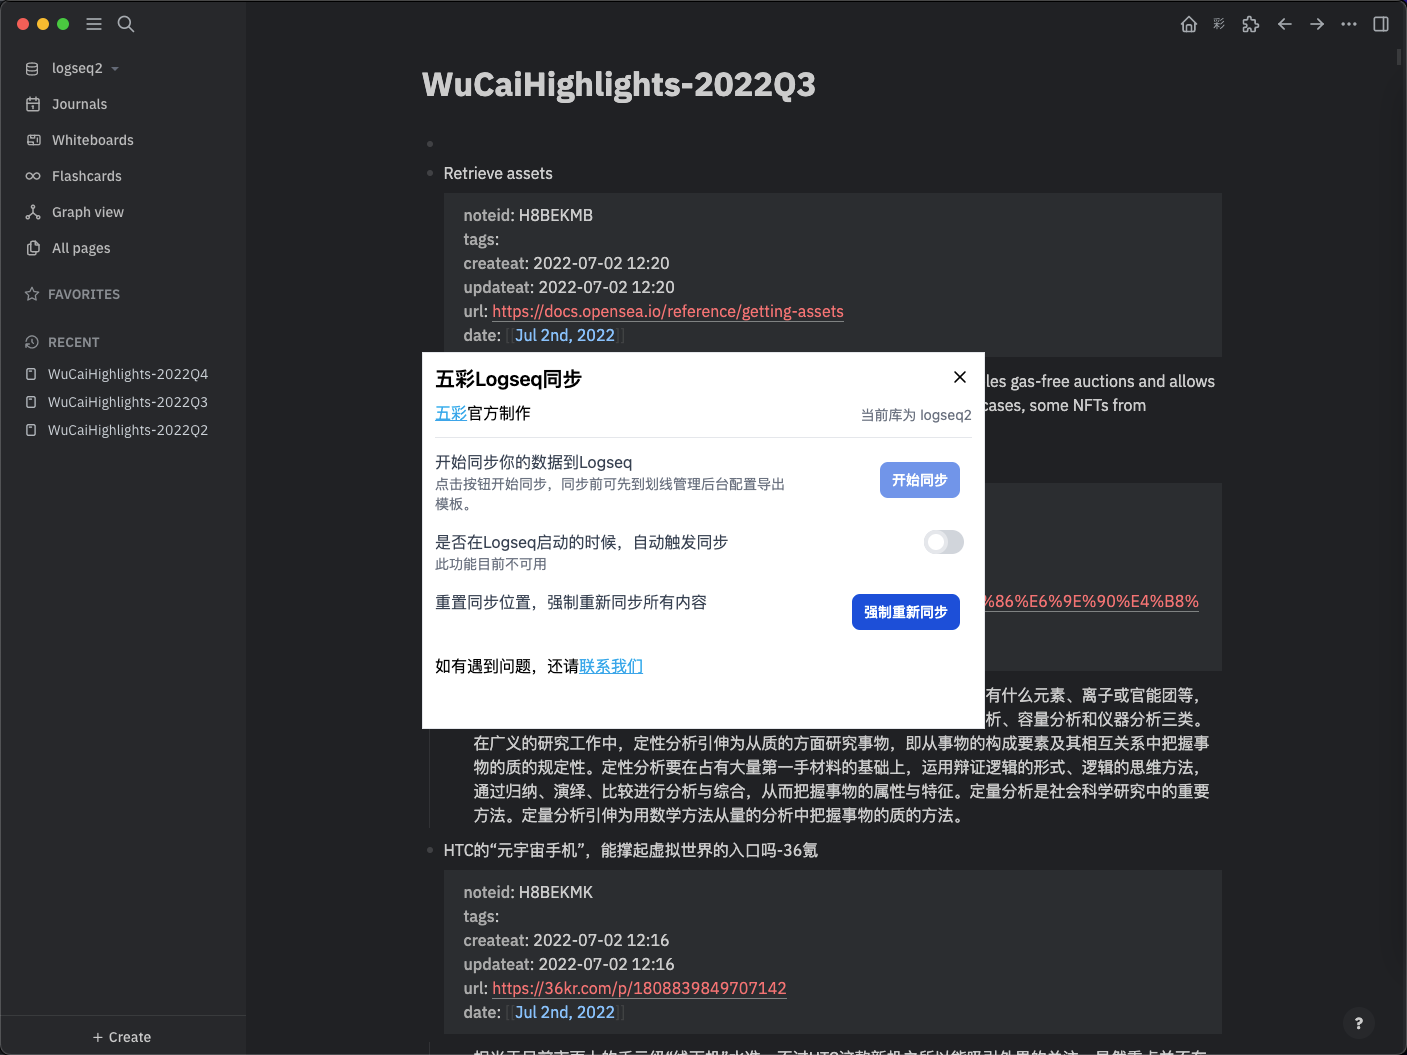 彩
logseq2
Journals
Whiteboards
Flashcards
Graph view
All pages
FAVORITES
RECENT
WuCaiHighlights-2022Q4
WuCaiHighlights-2022Q3
WuCaiHighlights-2022Q2
+ Create
WuCaiHighlights-2022Q3
Retrieve assets
noteid: H8BEKMB
tags:
createat: 2022-07-02 12:20
updateat: 2022-07-02 12:20
url: https://docs.opensea.io/reference/getting-assets
date: [[Jul 2nd, 2022]]
les gas-free auctions and allows
cases, some NFTs from
五彩Logseq同步
五彩官方制作
当前库为 logseq2
开始同步你的数据到Logseq
点击按钮开始同步，同步前可先到划线管理后台配置导出
模板。
开始同步
是否在Logseq启动的时候，自动触发同步
此功能目前不可用
重置同步位置，强制重新同步所有内容
强制重新同步
如有遇到问题，还请联系我们
%86%E6%9E%90%E4%B8%
有什么元素、离子或官能团等，
析、容量分析和仪器分析三类。
在广义的研究工作中，定性分析引伸为从质的方面研究事物，即从事物的构成要素及其相互关系中把握事
物的质的规定性。定性分析要在占有大量第一手材料的基础上，运用辩证逻辑的形式、逻辑的思维方法，
通过归纳、演绎、比较进行分析与综合，从而把握事物的属性与特征。定量分析是社会科学研究中的重要
方法。定量分析引伸为用数学方法从量的分析中把握事物的质的方法。
HTC的“元宇宙手机”，能撑起虚拟世界的入口吗-36氪
noteid: H8BEKMK
tags:
createat: 2022-07-02 12:16
updateat: 2022-07-02 12:16
url: https://36kr.com/p/1808839849707142
date: [[Jul 2nd, 2022]]
?